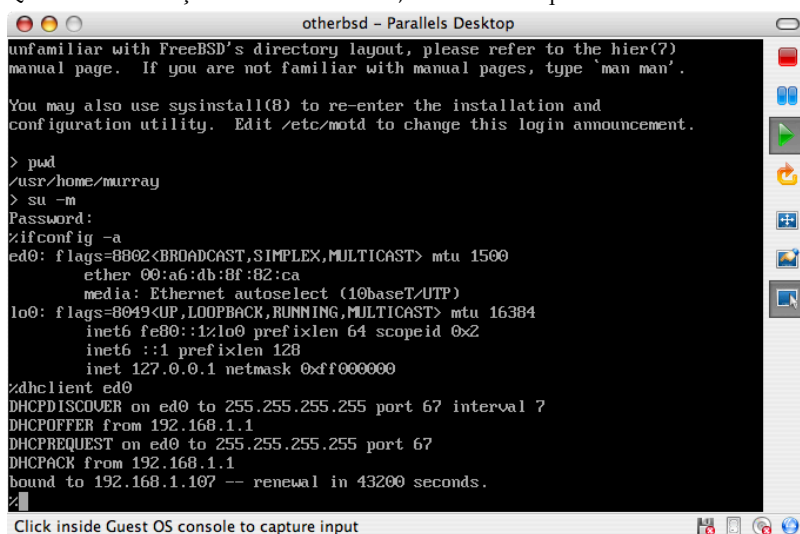 otherbsd – Parallels Desktop
unfamiliar with FreeBSD's directory layout, please refer to the hier(7)
manual page.  If you are not familiar with manual pages, type `man man'.
You may also use sysinstall(8) to re-enter the installation and
configuration utility.  Edit /etc/motd to change this login announcement.
> pwd
/usr/home/murray
> su -m
Password:
%ifconfig -a
ed0: flags=8802<BROADCAST,SIMPLEX,MULTICAST> mtu 1500
        ether 00:a6:db:8f:82:ca
        media: Ethernet autoselect (10baseT/UTP)
lo0: flags=8049<UP,LOOPBACK,RUNNING,MULTICAST> mtu 16384
        inet6 fe80::1%lo0 prefixlen 64 scopeid 0x2
        inet6 ::1 prefixlen 128
        inet 127.0.0.1 netmask 0xff000000
%dhclient ed0
DHCPDISCOVER on ed0 to 255.255.255.255 port 67 interval 7
DHCPOFFER from 192.168.1.1
DHCPREQUEST on ed0 to 255.255.255.255 port 67
DHCPACK from 192.168.1.1
bound to 192.168.1.107 -- renewal in 43200 seconds.
%
Click inside Guest OS console to capture input